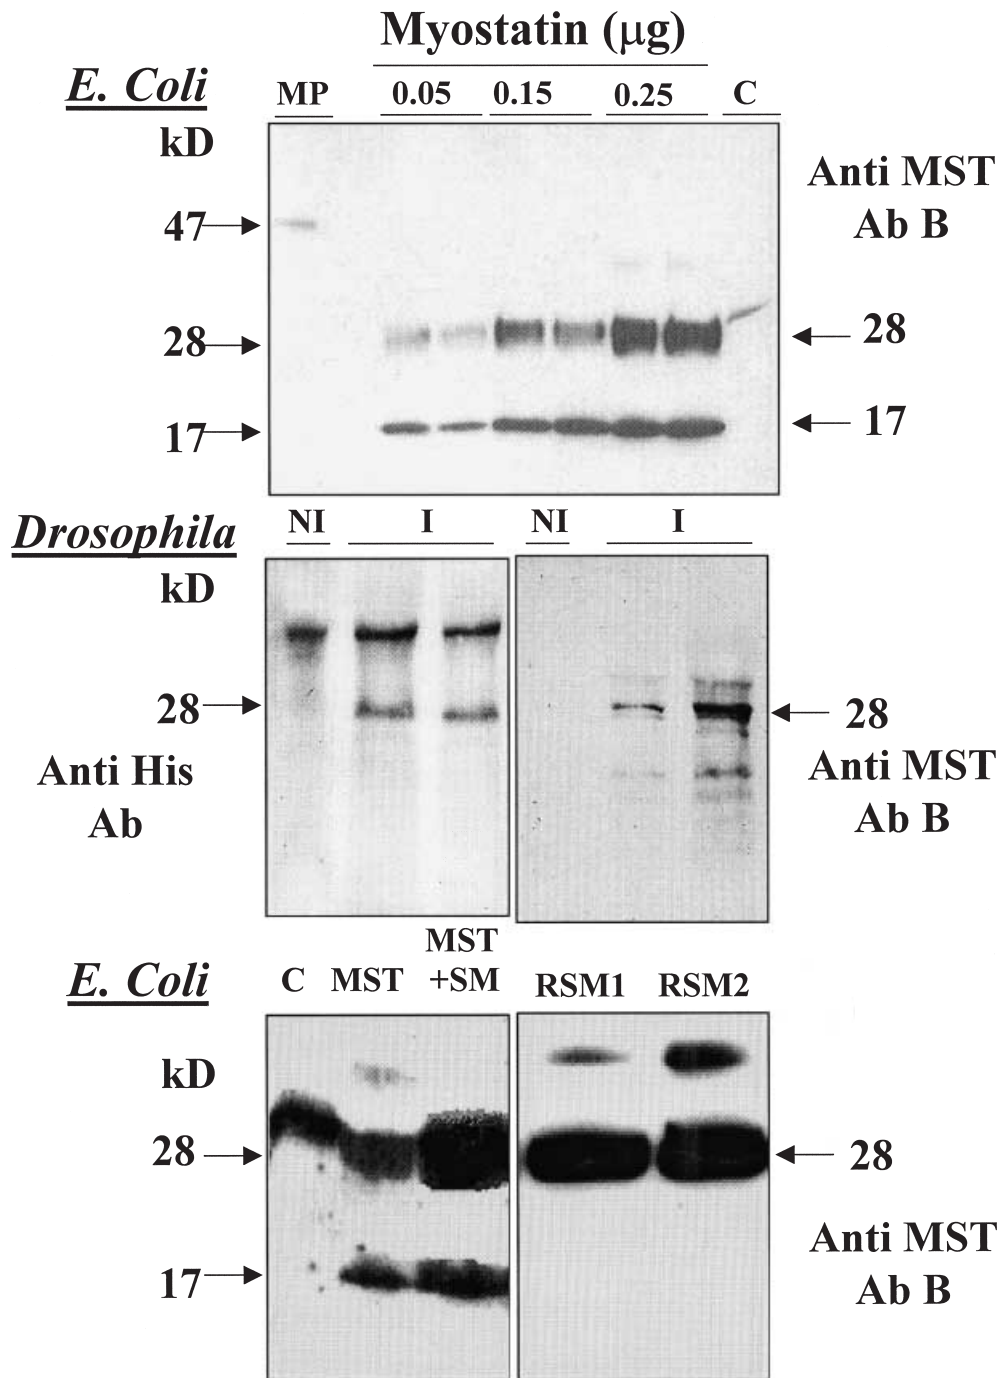 Myostatin (μg)
E. Coli MP 0.05 0.15 0.25 C
kD
Anti MST
Ab B
47
28 28
17 17
Drosophila NI I NI I
kD
28 28
Anti His
Ab
Anti MST
Ab B
E. Coli C MST MST
+SM RSM1 RSM2
kD
28 28
17
Anti MST
Ab B